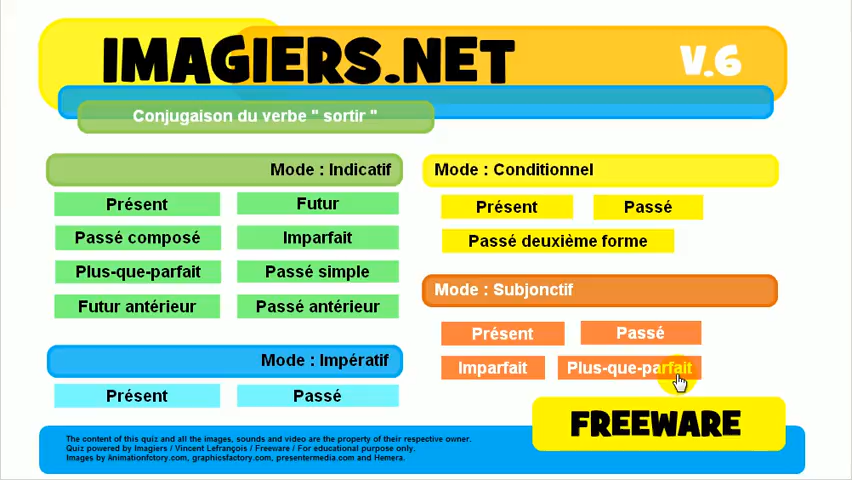 IMAGIERS.NET
V.6
Conjugaison du verbe " sortir "
Mode : Indicatif
Présent
Futur
Passé composé
Imparfait
Plus-que-parfait
Passé simple
Futur antérieur
Passé antérieur
Mode : Impératif
Présent
Passé
Mode : Conditionnel
Présent
Passé
Passé deuxième forme
Mode : Subjonctif
Présent
Passé
Imparfait
Plus-que-parfait
FREEWARE
The content of this quiz and all the images, sounds and video are the property of their respective owner.
Quiz powered by Imagiers / Vincent Lefrançois / Freeware / For educational purpose only.
Images by Animationfctory.com, graphicsfactory.com, presentermedia.com and Hemera.